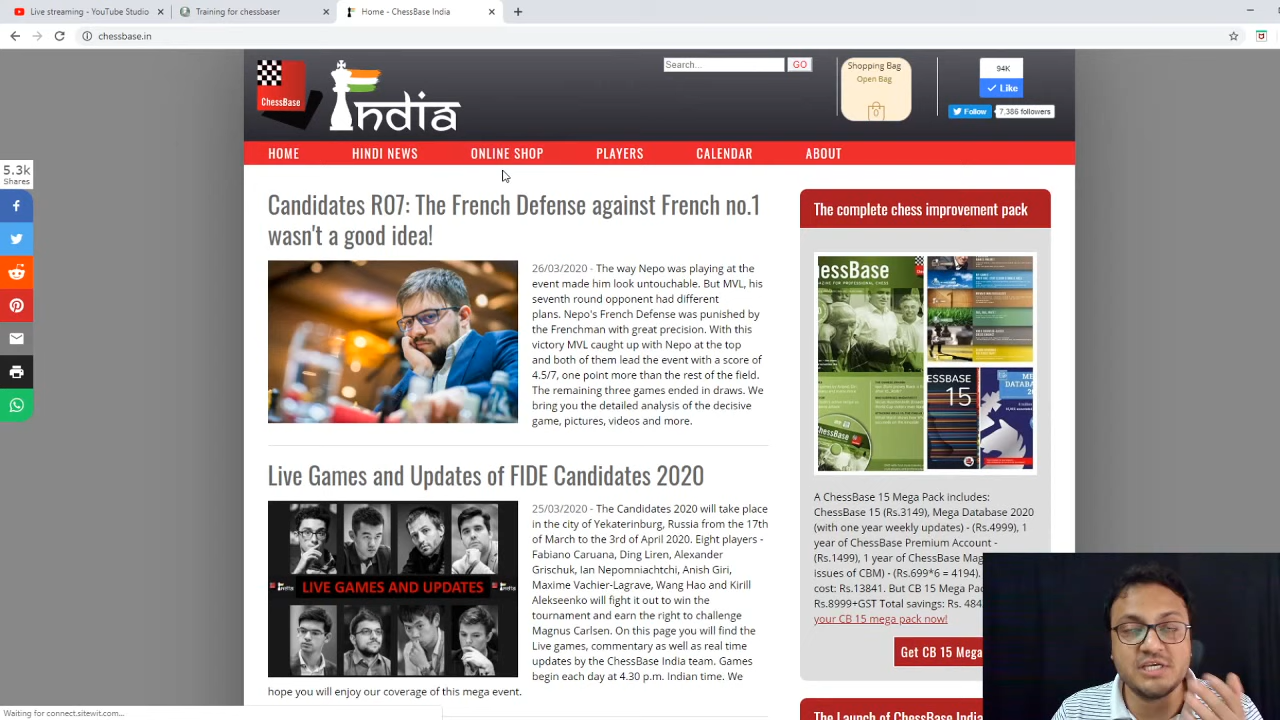 Live streaming - YouTube Studio
Training for chessbaser
Home - ChessBase India
chessbase.in
ChessBase
India
Search...
GO
Shopping Bag
Open Bag
0
94K
Like
Follow
7,386 followers
HOME
HINDI NEWS
ONLINE SHOP
PLAYERS
CALENDAR
ABOUT
5.3k
Shares
Candidates R07: The French Defense against French no.1
wasn't a good idea!
26/03/2020 - The way Nepo was playing at the
event made him look untouchable. But MVL, his
seventh round opponent had different
plans. Nepo's French Defense was punished by
the Frenchman with great precision. With this
victory MVL caught up with Nepo at the top
and both of them lead the event with a score of
4.5/7, one point more than the rest of the field.
The remaining three games ended in draws. We
bring you the detailed analysis of the decisive
game, pictures, videos and more.
Live Games and Updates of FIDE Candidates 2020
LIVE GAMES AND UPDATES
25/03/2020 - The Candidates 2020 will take place
in the city of Yekaterinburg, Russia from the 17th
of March to the 3rd of April 2020. Eight players -
Fabiano Caruana, Ding Liren, Alexander
Grischuk, Ian Nepomniachtchi, Anish Giri,
Maxime Vachier-Lagrave, Wang Hao and Kirill
Alekseenko will fight it out to win the
tournament and earn the right to challenge
Magnus Carlsen. On this page you will find the
Live games, commentary as well as real time
updates by the ChessBase India team. Games
begin each day at 4.30 p.m. Indian time. We
hope you will enjoy our coverage of this mega event.
The complete chess improvement pack
hessBase
ESSBASE
15
ME
DATABAS
A ChessBase 15 Mega Pack includes:
ChessBase 15 (Rs.3149), Mega Database 2020
(with one year weekly updates) - (Rs.4999), 1
year of ChessBase Premium Account -
(Rs.1499), 1 year of ChessBase Mag
issues of CBM) - (Rs.699*6 = 4194).
cost: Rs.13841. But CB 15 Mega Pac
Rs.8999+GST Total savings: Rs. 484
your CB 15 mega pack now!
Get CB 15 Mega
The Launch of ChessBase India
Waiting for connect.sitewit.com...